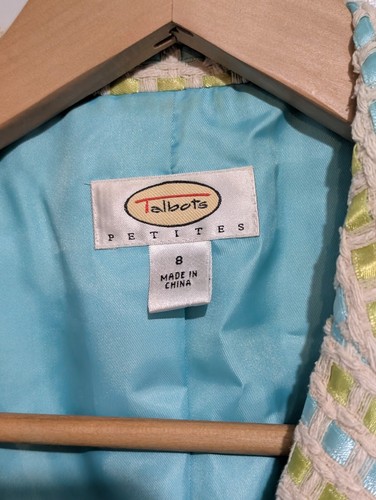 Talbots
PETITES
8
MADE IN
CHINA